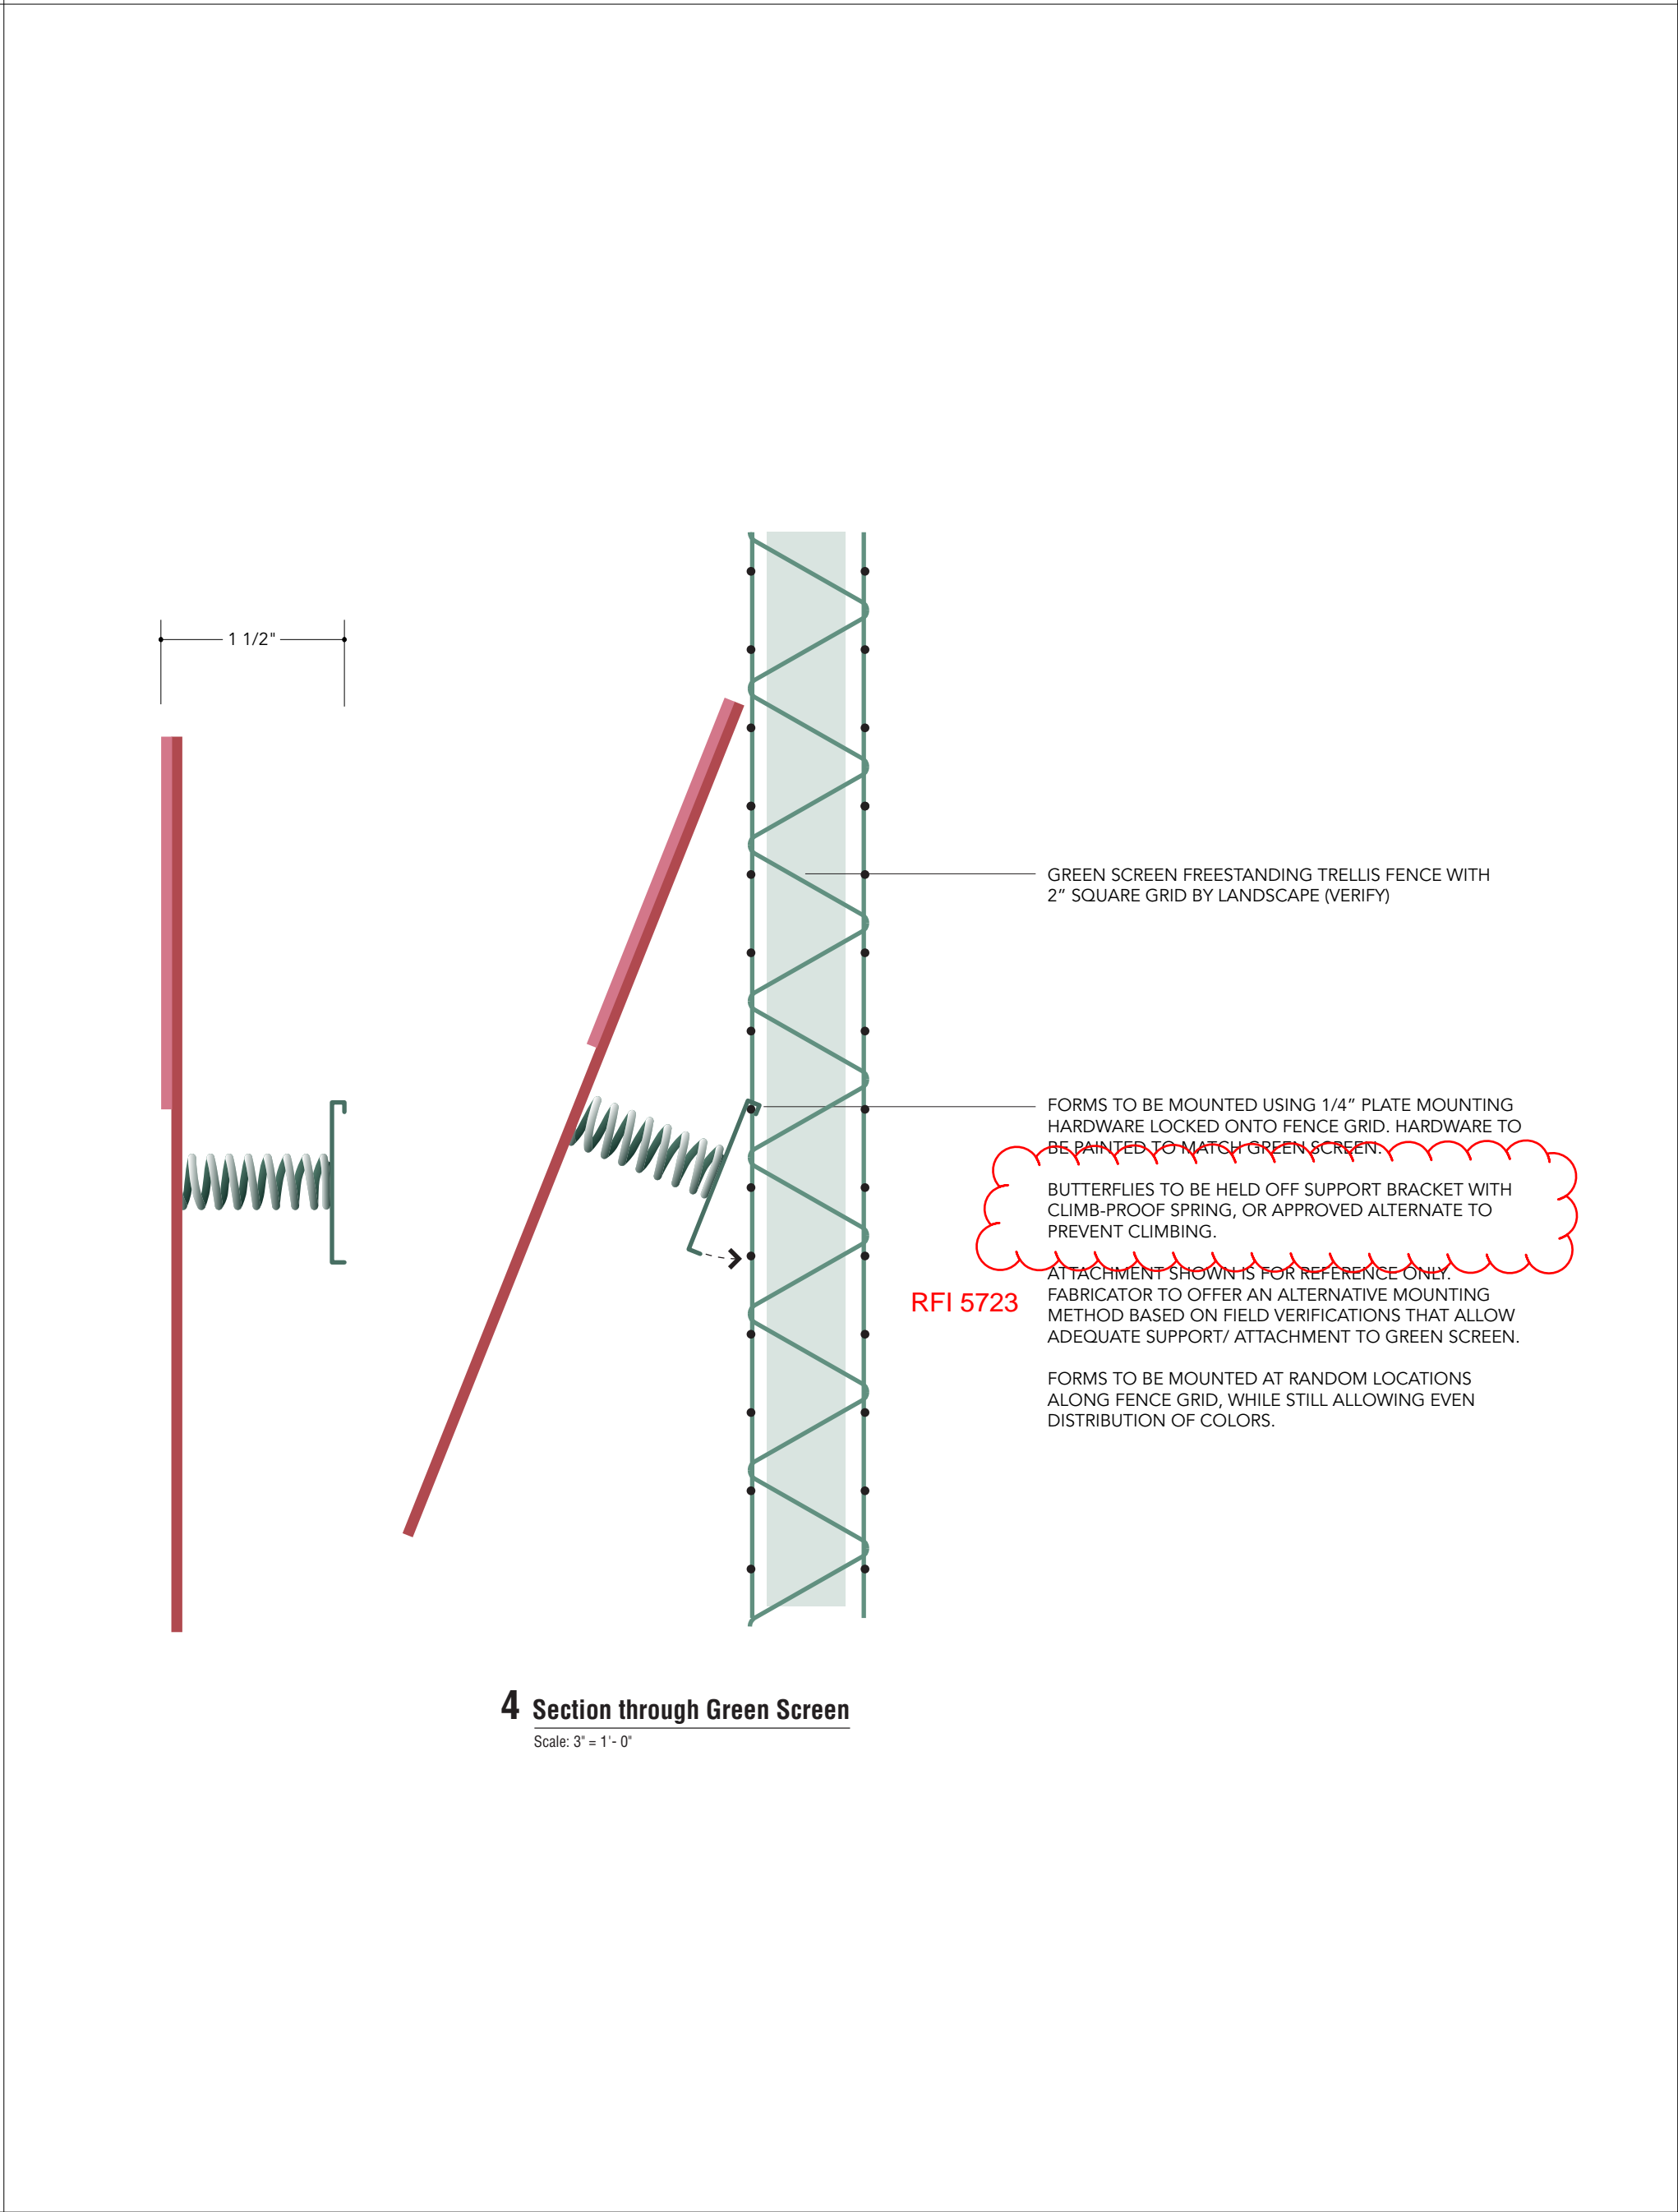 1 1/2"
GREEN SCREEN FREESTANDING TRELLIS FENCE WITH
2” SQUARE GRID BY LANDSCAPE (VERIFY)
FORMS TO BE MOUNTED USING 1/4” PLATE MOUNTING
HARDWARE LOCKED ONTO FENCE GRID. HARDWARE TO
BE PAINTED TO MATCH GREEN SCREEN.
BUTTERFLIES TO BE HELD OFF SUPPORT BRACKET WITH
CLIMB-PROOF SPRING, OR APPROVED ALTERNATE TO
PREVENT CLIMBING.
ATTACHMENT SHOWN IS FOR REFERENCE ONLY.
FABRICATOR TO OFFER AN ALTERNATIVE MOUNTING
METHOD BASED ON FIELD VERIFICATIONS THAT ALLOW
ADEQUATE SUPPORT/ ATTACHMENT TO GREEN SCREEN.
RFI 5723
FORMS TO BE MOUNTED AT RANDOM LOCATIONS
ALONG FENCE GRID, WHILE STILL ALLOWING EVEN
DISTRIBUTION OF COLORS.
4 Section through Green Screen
Scale: 3" = 1'- 0"